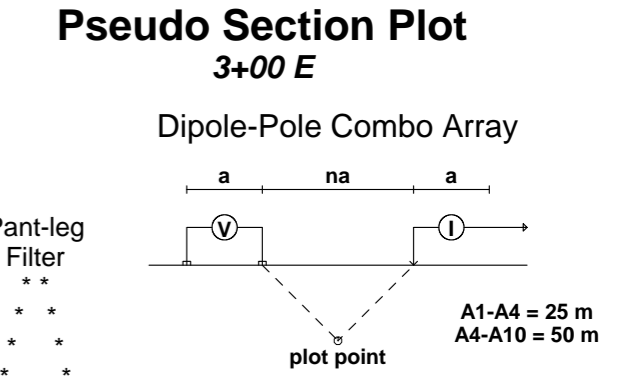 Pseudo Section Plot
3+00 E
Dipole-Pole Combo Array
a na a
V I
Filter
* *
* *
* *
* *
A1-A4 = 25 m
A4-A10 = 50 m
plot point